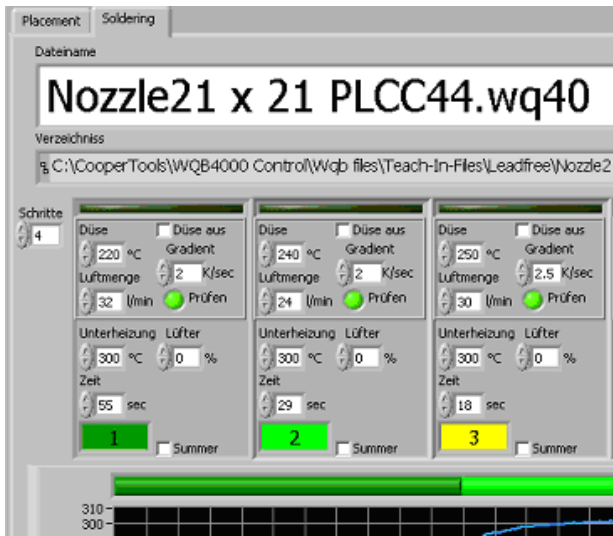 Placement Soldering
Dateiname
Nozzle21 x 21 PLCC44.wq40
Verzeichniss
C:\CooperTools\WQB4000 Control\Wqb files\Teach-In-Files\Leadfree\Nozzle2
Schritte
4
Düse Düse aus
220 °C Gradient
2 K/sec
Luftmenge
32 l/min Prüfen
Unterheizung Lüfter
300 °C 0 %
Zeit
55 sec
1 Summer
Düse Düse aus
240 °C Gradient
2 K/sec
Luftmenge
24 l/min Prüfen
Unterheizung Lüfter
300 °C 0 %
Zeit
29 sec
2 Summer
Düse Düse aus
250 °C Gradient
2.5 K/sec
Luftmenge
30 l/min Prüfen
Unterheizung Lüfter
300 °C 0 %
Zeit
18 sec
3 Summer
310
300